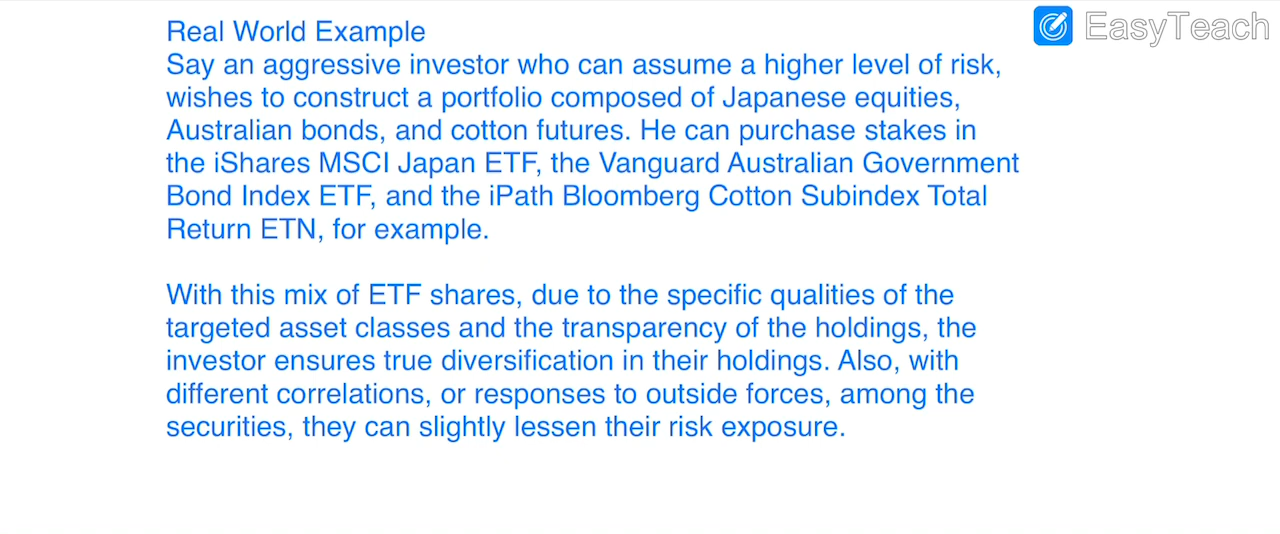 EasyTeach
Real World Example
Say an aggressive investor who can assume a higher level of risk,
wishes to construct a portfolio composed of Japanese equities,
Australian bonds, and cotton futures. He can purchase stakes in
the iShares MSCI Japan ETF, the Vanguard Australian Government
Bond Index ETF, and the iPath Bloomberg Cotton Subindex Total
Return ETN, for example.
With this mix of ETF shares, due to the specific qualities of the
targeted asset classes and the transparency of the holdings, the
investor ensures true diversification in their holdings. Also, with
different correlations, or responses to outside forces, among the
securities, they can slightly lessen their risk exposure.